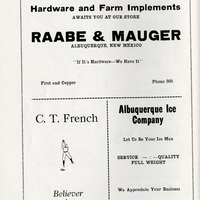 Hardware and Farm Implements
AWAITS YOU AT OUR STORE
RAABE & MAUGER
ALBUQUERQUE, NEW MEXICO
"If It's Hardware—We Have It"
First and Copper Phone 305
C. T. French
Believer
Albuquerque Ice
Company
Let Us Be Your Ice Man
SERVICE — : — QUALITY
FULL WEIGHT
We Appreciate Your Business